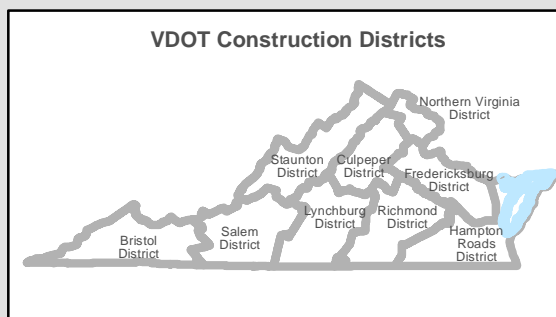 VDOT Construction Districts
Northern Virginia
District
Staunton
District
Culpeper
District
Fredericksburg
District
Lynchburg
District
Richmond
District
Hampton
Roads
District
Salem
District
Bristol
District